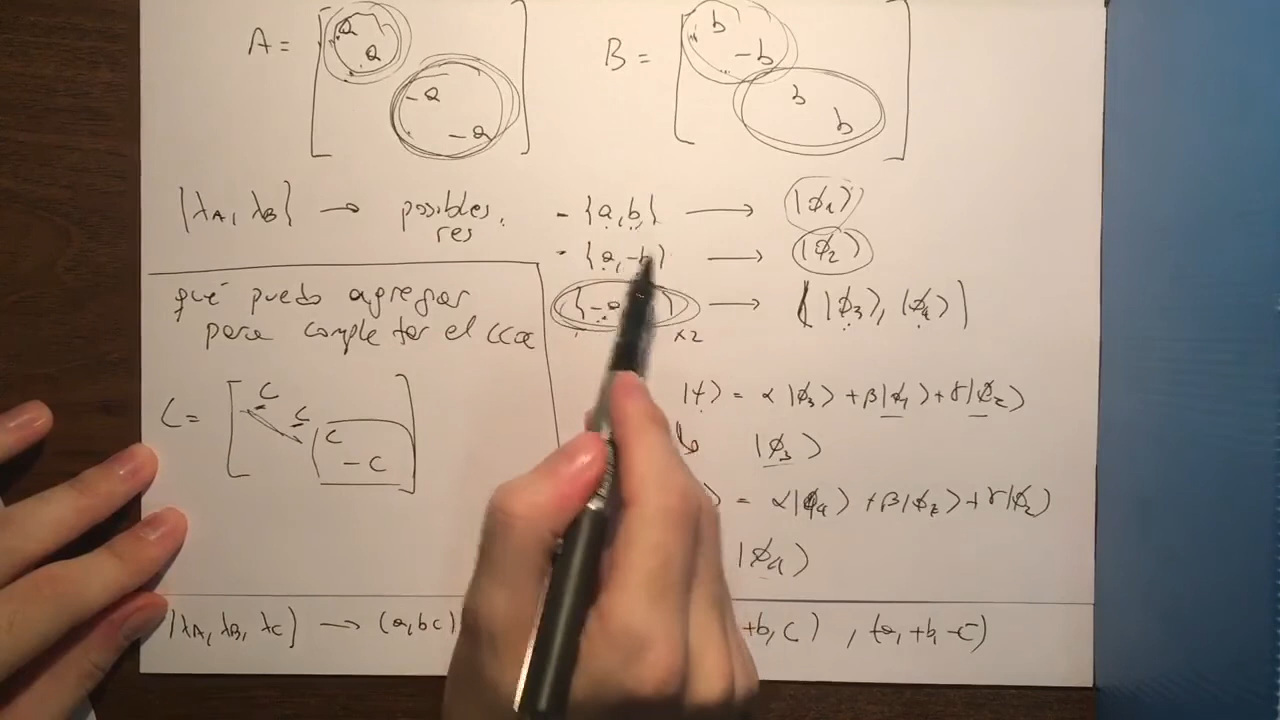 A = [ a a -a -a ] B = [ b -b b b ]
{λA, λB} → posibles res - {a, b} → |ϕ1⟩
- {a, -b} → |ϕ2⟩
{-a x2 → {|ϕ3⟩, |ϕ4⟩}
qué puedo agregar
para completar el CCOC
C = [ c c c -c ]
|ψ⟩ = α|ϕ3⟩ + β|ϕ1⟩ + γ|ϕ2⟩
|ϕ3⟩
⟩ = α|ϕ4⟩ + β|ϕ2⟩ + γ|ϕ2⟩
|ϕ4⟩
{λA, λB, λC} → (a, b c) +b, c) , (a, +b, -c)